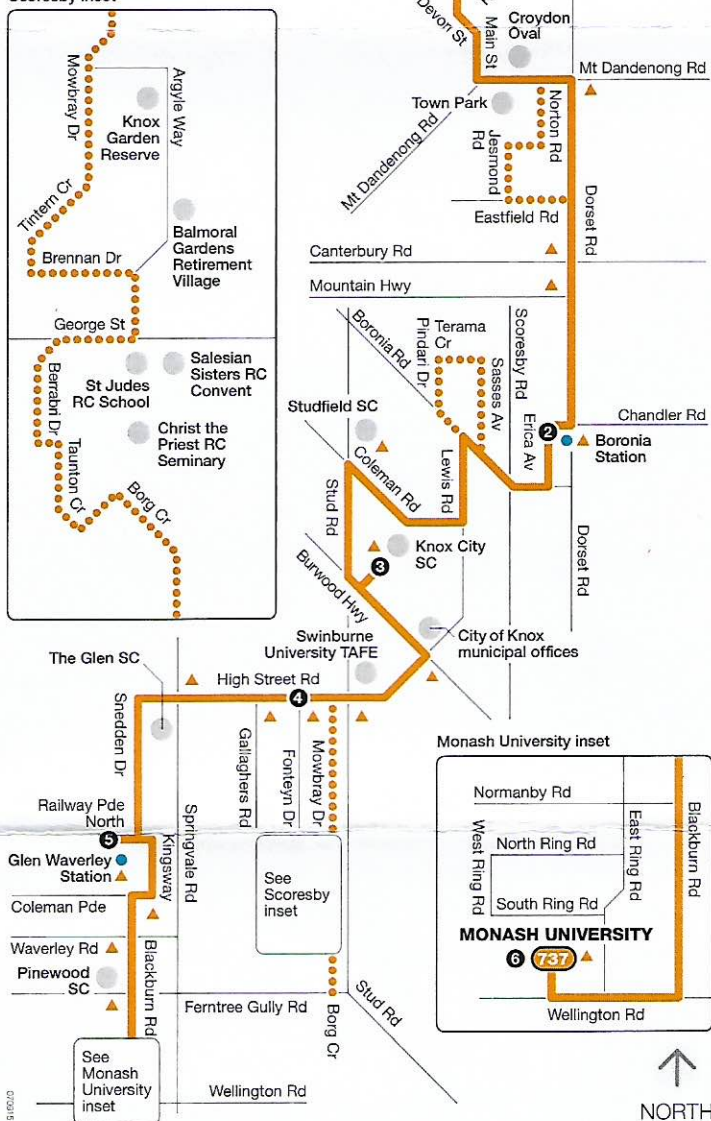 Devon St
Main St
Croydon
Oval
Mt Dandenong Rd
Town Park
Mt Dandenong Rd
Jesmond
Rd
Norton Rd
Eastfield Rd
Dorset Rd
Canterbury Rd
Mountain Hwy
Boronia Rd
Terama
Cr
Pindari Dr
Sasses Av
Scoresby Rd
Erica Av
Chandler Rd
2
Boronia
Station
Studfield SC
Coleman Rd
Lewis Rd
Stud Rd
Dorset Rd
Knox City
SC
3
Burwood Hwy
City of Knox
municipal offices
Swinburne
University TAFE
Mowbray Dr
Argyle Way
Knox
Garden
Reserve
Tintern Cr
Balmoral
Gardens
Retirement
Village
Brennan Dr
George St
Salesian
Sisters RC
Convent
St Judes
RC School
Berrabri Dr
Christ the
Priest RC
Seminary
Taunton Cr
Borg Cr
The Glen SC
High Street Rd
4
Snedden Dr
Gallaghers Rd
Fonteyn Dr
Mowbray Dr
Railway Pde
North
5
Kingsway
Springvale Rd
Glen Waverley
Station
Coleman Pde
See
Scoresby
inset
Waverley Rd
Blackburn Rd
Pinewood
SC
Ferntree Gully Rd
Borg Cr
Stud Rd
See
Monash
University
inset
Wellington Rd
Monash University inset
Normanby Rd
North Ring Rd
West Ring Rd
East Ring Rd
Blackburn Rd
South Ring Rd
MONASH UNIVERSITY
6 737
Wellington Rd
NORTH
070915